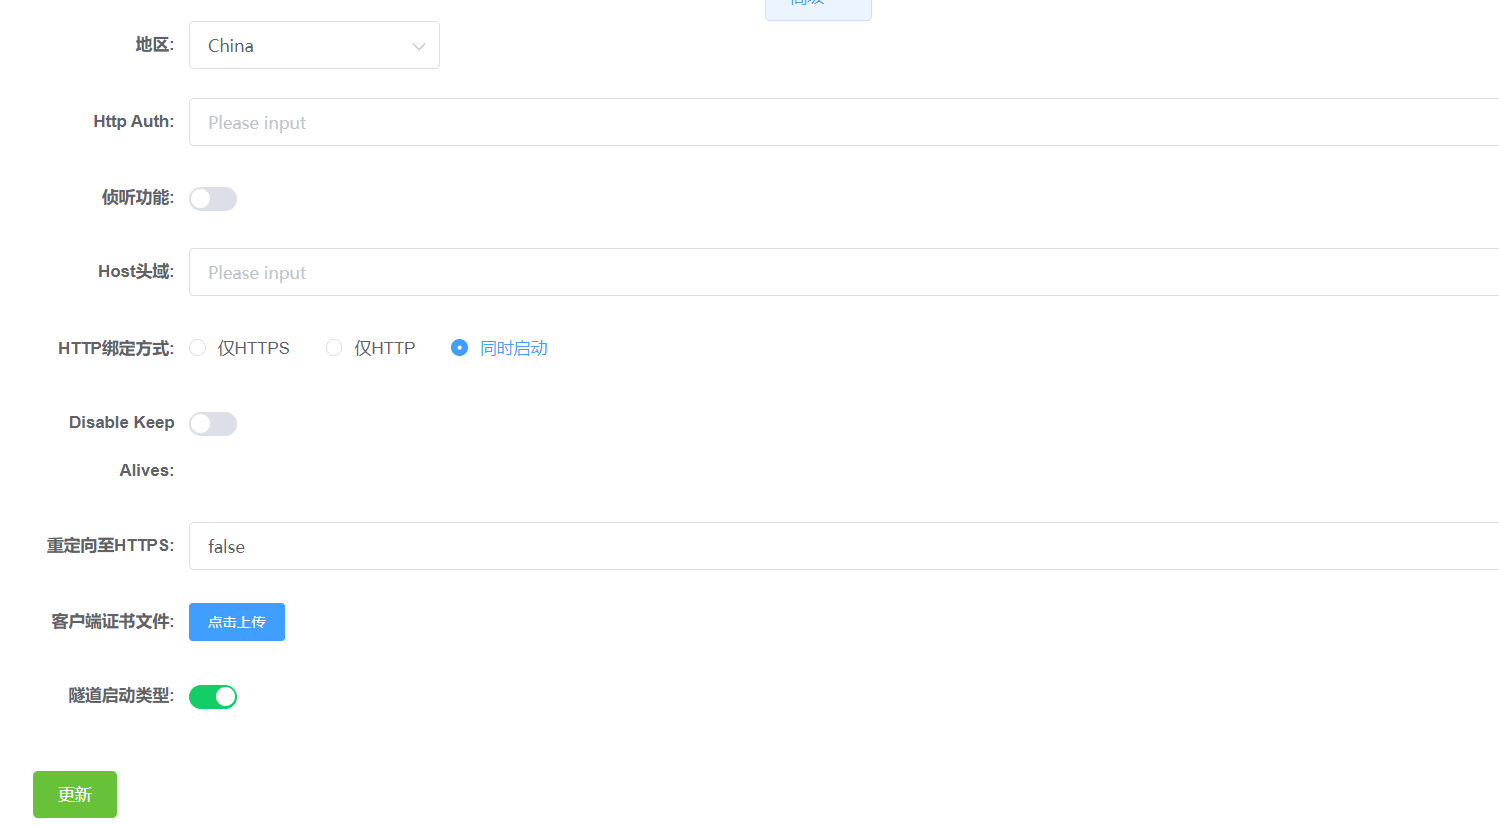 地区:
China
Http Auth:
Please input
侦听功能:
Host头域:
Please input
HTTP绑定方式:
仅HTTPS
仅HTTP
同时启动
Disable Keep
Alives:
重定向至HTTPS:
false
客户端证书文件:
点击上传
隧道启动类型:
更新